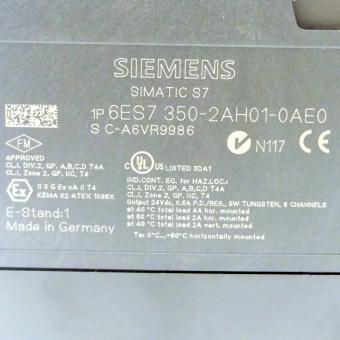 SIEMENS
SIMATIC S7
1P 6ES7 350-2AH01-0AE0
S C-A6VR9986
FM
APPROVED
CL.I, DIV.2, GP. A,B,C,D T4A
CL.I, Zone 2, GP. IIC, T4
Ex II 3 G Ex nA II T4
KEMA 02 ATEX 1096X
E-Stand:1
Made in Germany
N117
c UL US LISTED
IND.CONT. EQ. for HAZ.LOC.:
CL.I, DIV.2, GP. A,B,C,D T4A
CL.I, Zone 2, GP. IIC, T4
Output 24Vdc, 0.5A P.D./RES., 5W TUNGSTEN, 8 CHANNELS
at 40 °C total load 4A hor. mounted
at 60 °C total load 2A hor. mounted
at 40 °C total load 2A vert. mounted
Ta: 0°C...+60°C horizontally mounted